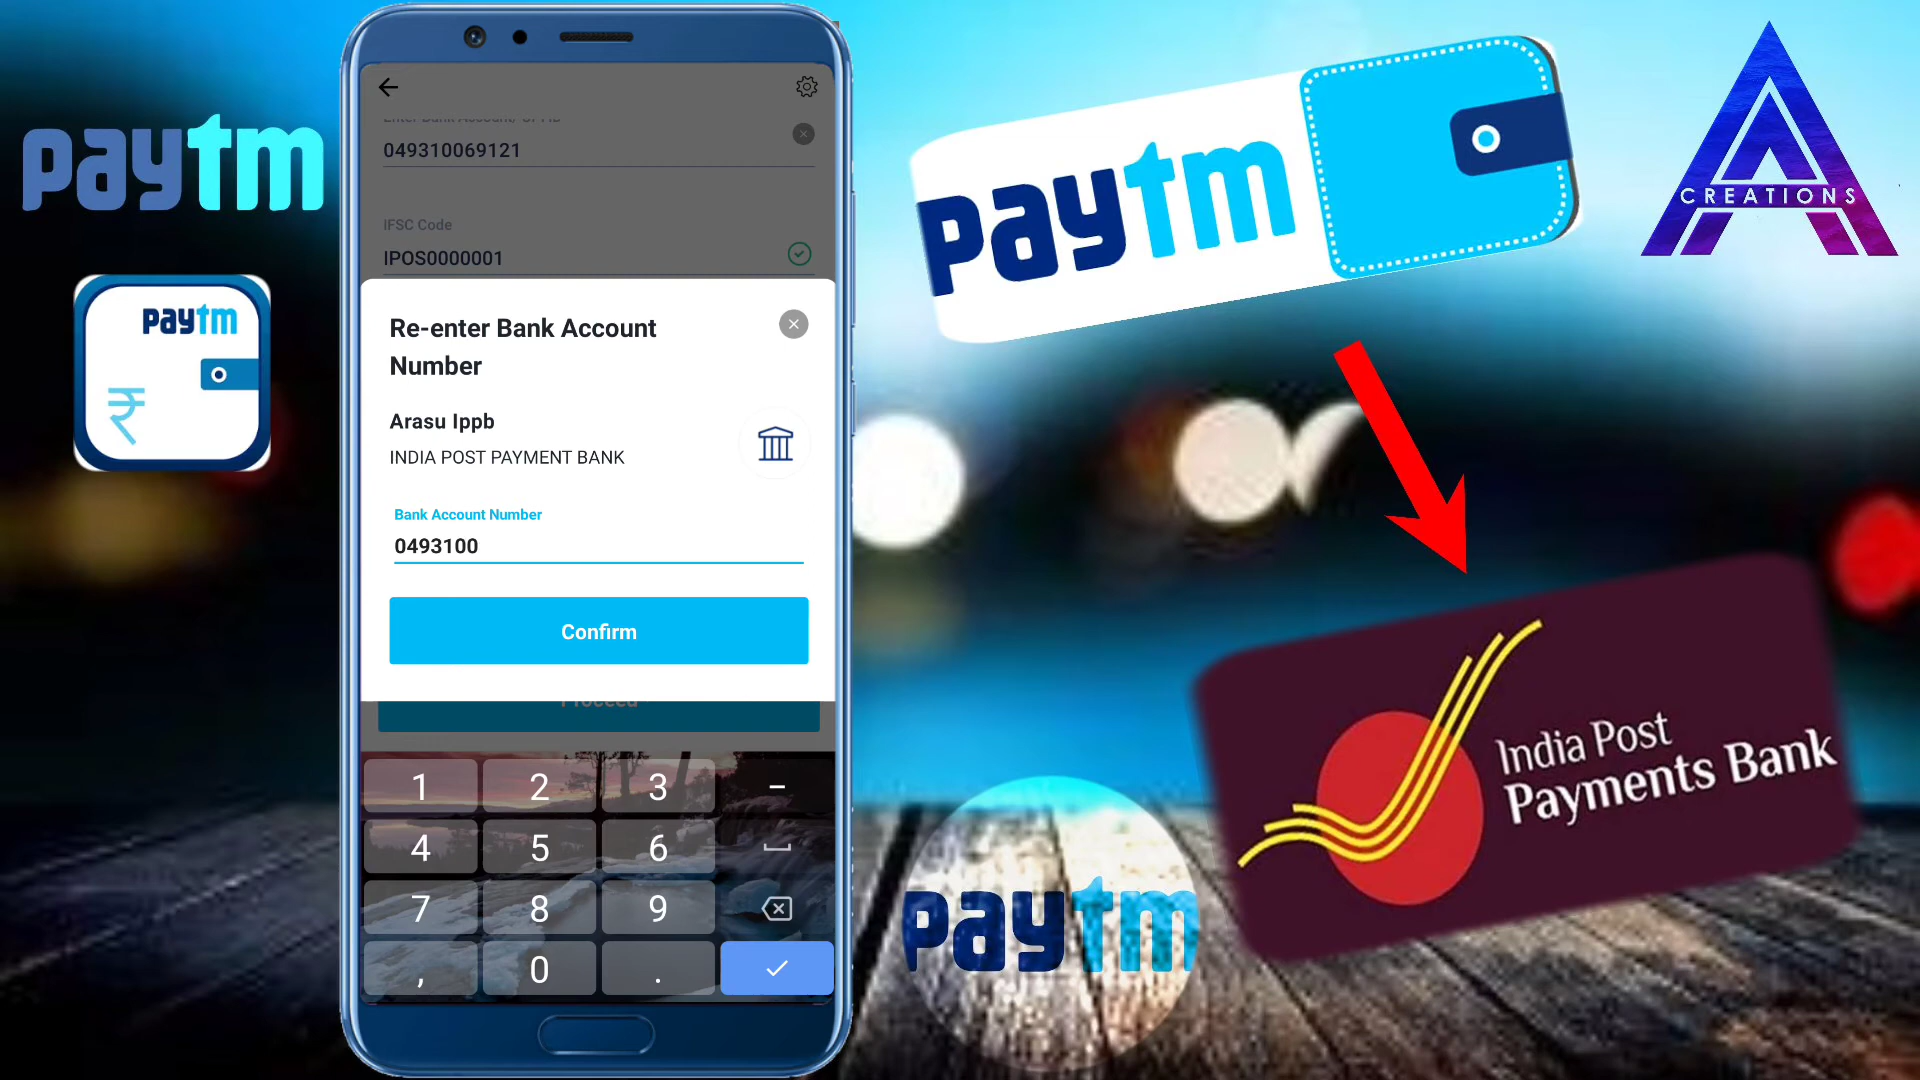 paytm
paytm
₹
049310069121
IFSC Code
IPOS0000001
Re-enter Bank Account
Number
Arasu Ippb
INDIA POST PAYMENT BANK
Bank Account Number
0493100
Confirm
Proceed
1 2 3 -
4 5 6
7 8 9
, 0 .
paytm
CREATIONS
India Post
Payments Bank
paytm